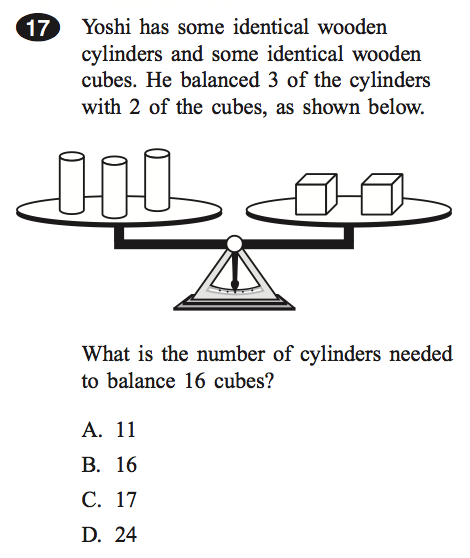 17 Yoshi has some identical wooden
cylinders and some identical wooden
cubes. He balanced 3 of the cylinders
with 2 of the cubes, as shown below.
What is the number of cylinders needed
to balance 16 cubes?
A. 11
B. 16
C. 17
D. 24